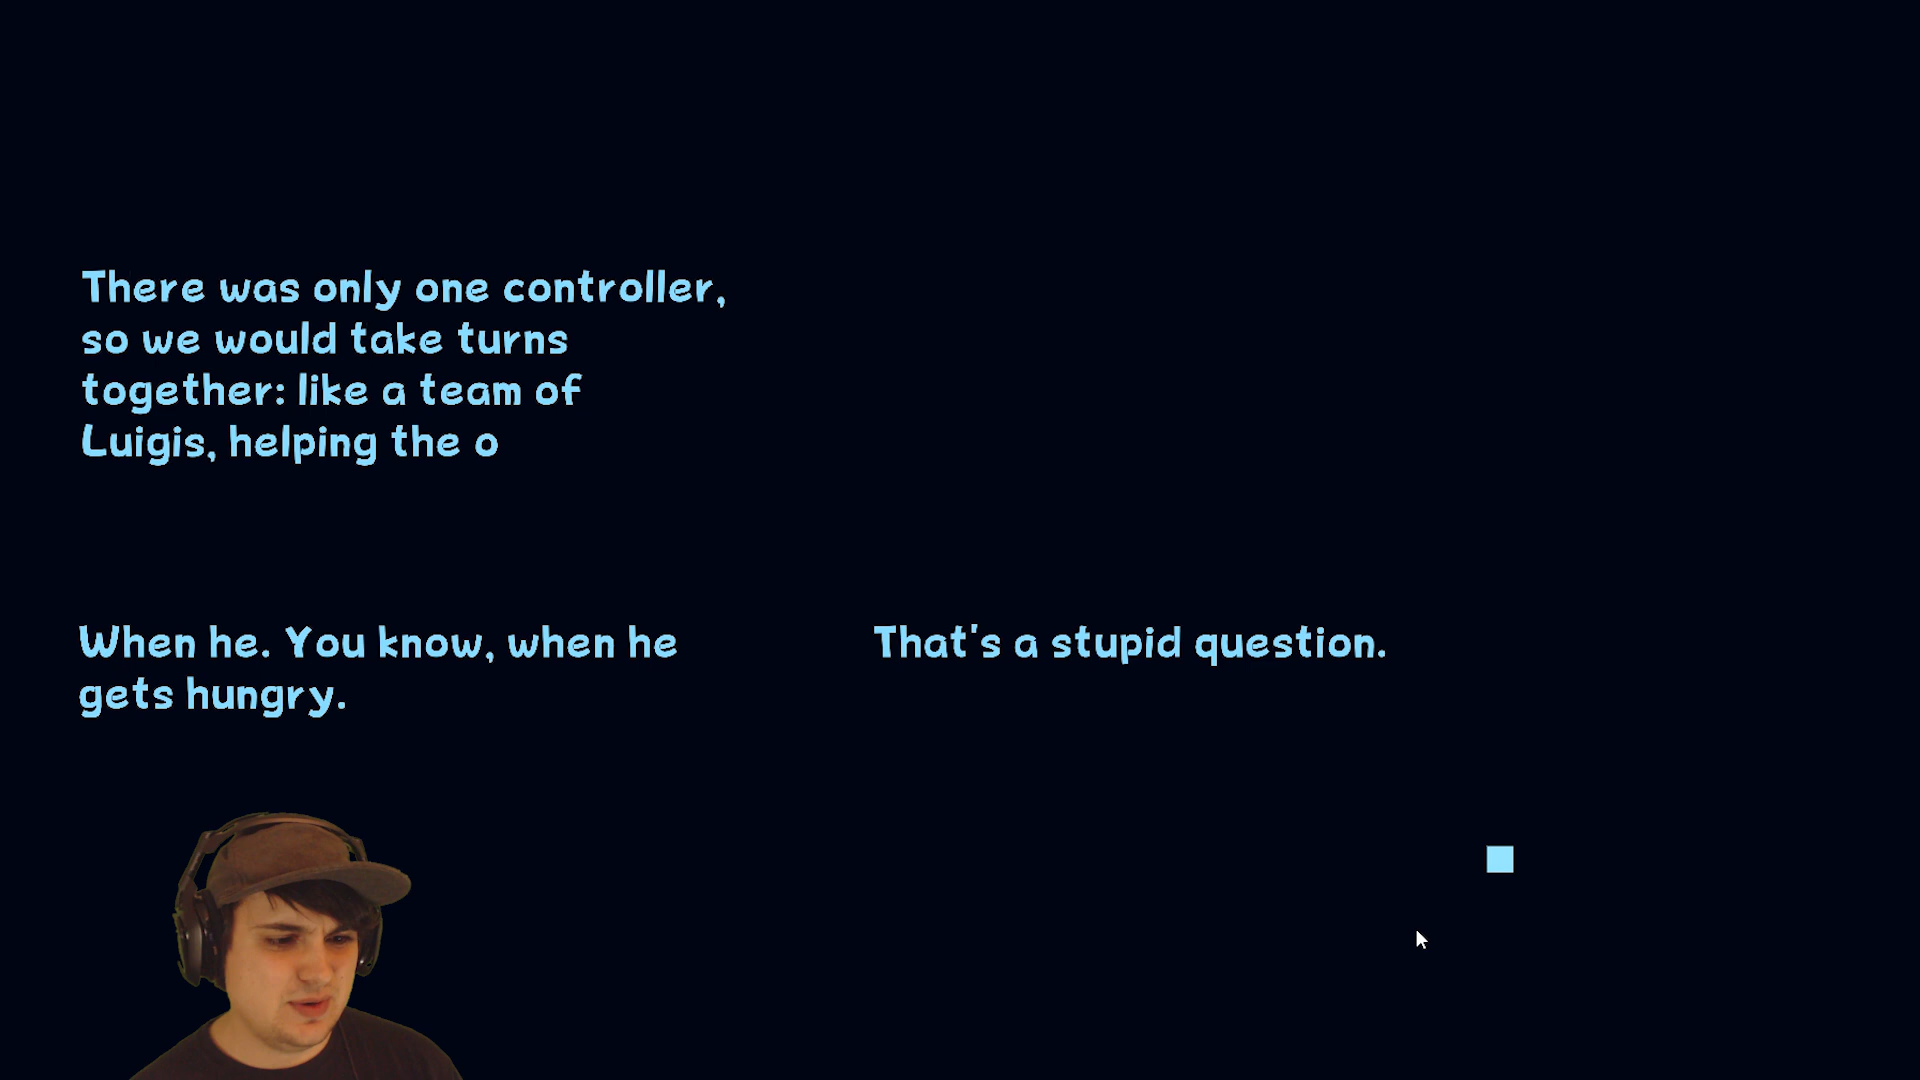 There was only one controller,
so we would take turns
together: like a team of
Luigis, helping the o
When he. You know, when he
gets hungry.
That's a stupid question.